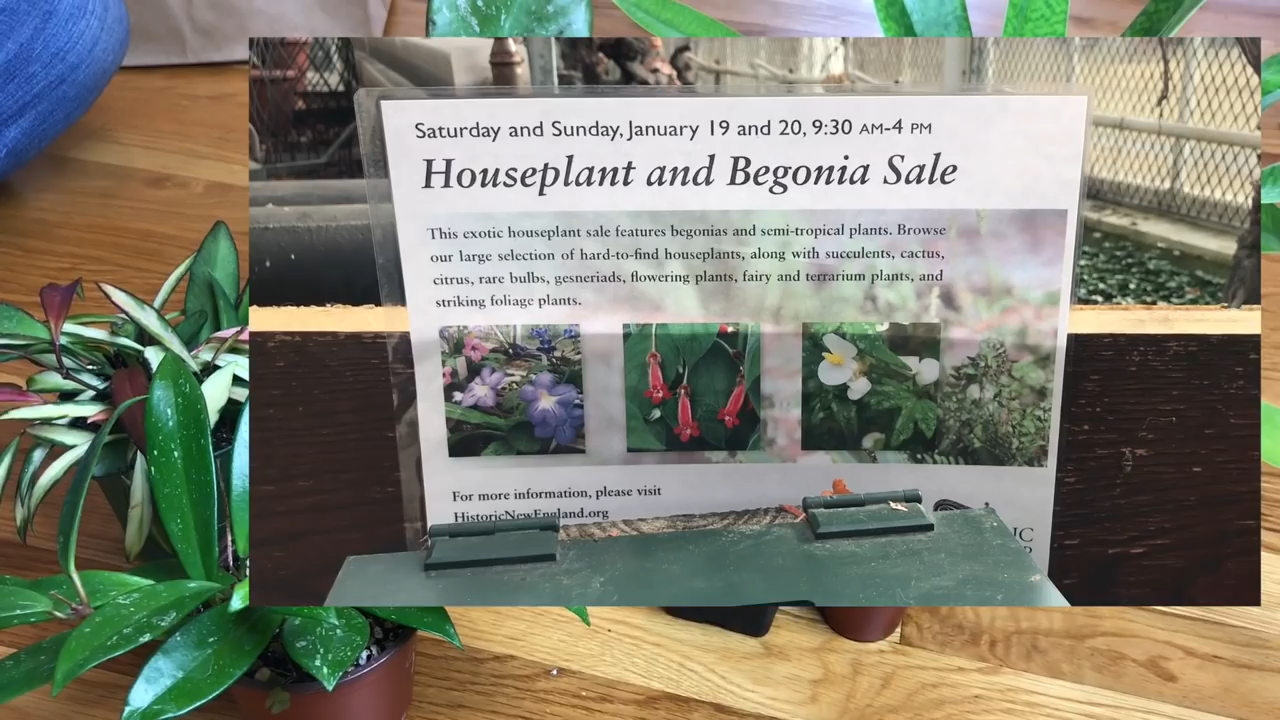 Saturday and Sunday, January 19 and 20, 9:30 AM-4 PM
Houseplant and Begonia Sale
This exotic houseplant sale features begonias and semi-tropical plants. Browse
our large selection of hard-to-find houseplants, along with succulents, cactus,
citrus, rare bulbs, gesneriads, flowering plants, fairy and terrarium plants, and
striking foliage plants.
For more information, please visit
HistoricNewEngland.org